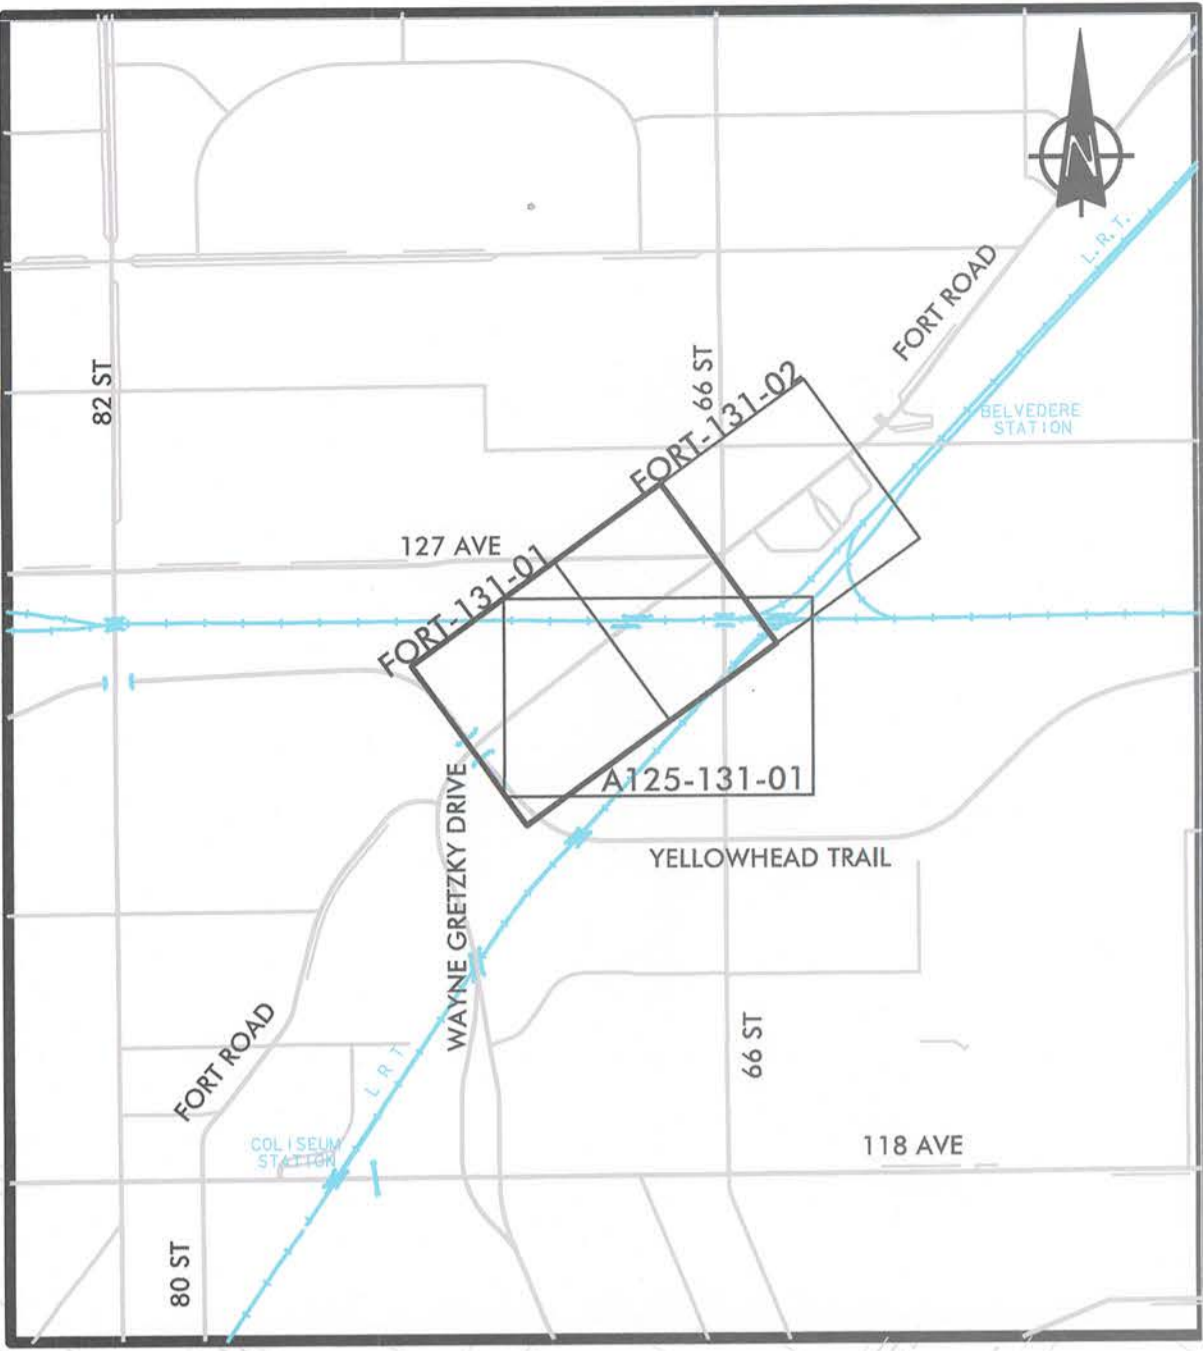 N
L.R.T.
FORT ROAD
82 ST
66 ST
FORT-131-02
BELVEDERE
STATION
127 AVE
FORT-131-01
A125-131-01
WAYNE GRETZKY DRIVE
YELLOWHEAD TRAIL
FORT ROAD
L R T
66 ST
COLISEUM
STATION
118 AVE
80 ST